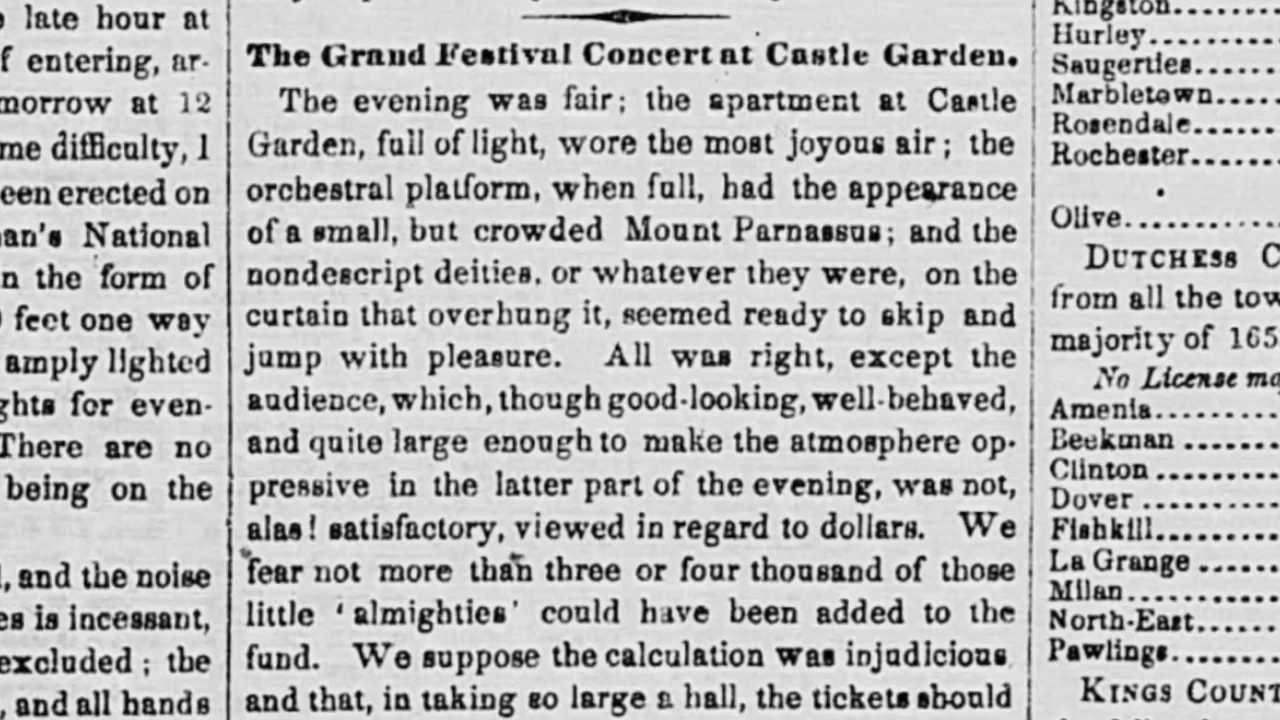 late hour at
f entering, ar-
morrow at 12
me difficulty, I
een erected on
an's National
n the form of
feet one way
amply lighted
ghts for even-
There are no
being on the
, and the noise
es is incessant,
excluded; the
, and all hands
The Grand Festival Concert at Castle Garden.
The evening was fair; the apartment at Castle
Garden, full of light, wore the most joyous air; the
orchestral platform, when full, had the appearance
of a small, but crowded Mount Parnassus; and the
nondescript deities, or whatever they were, on the
curtain that overhung it, seemed ready to skip and
jump with pleasure. All was right, except the
audience, which, though good-looking, well-behaved,
and quite large enough to make the atmosphere op-
pressive in the latter part of the evening, was not,
alas! satisfactory, viewed in regard to dollars. We
fear not more than three or four thousand of those
little 'almighties' could have been added to the
fund. We suppose the calculation was injudicious
and that, in taking so large a hall, the tickets should
Kingston........
Hurley..........
Saugerties......
Marbletown....
Rosendale......
Rochester.......
Olive............
DUTCHESS C
from all the tow
majority of 165
No License ma
Amenia..........
Beekman ........
Clinton ..........
Dover ...........
Fishkill..........
La Grange ......
Milan............
North-East......
Pawlings.........
KINGS COUNT